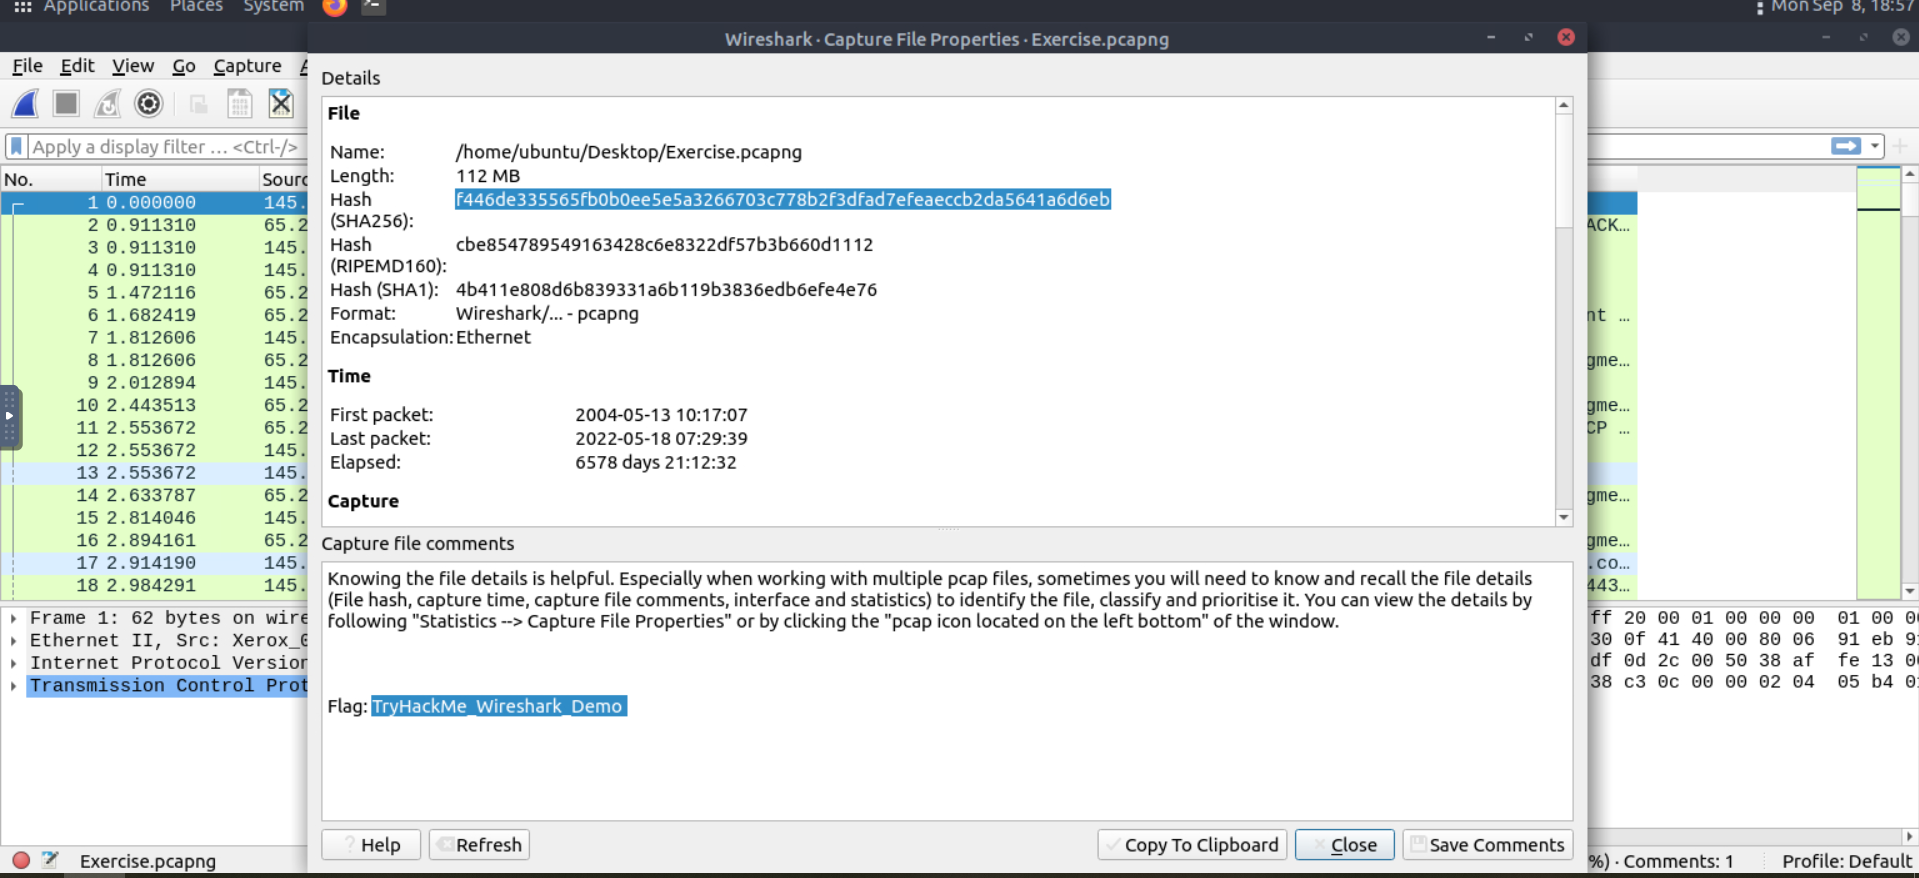 Applications Places System
Mon Sep 8, 18:57
Wireshark · Capture File Properties · Exercise.pcapng
File Edit View Go Capture
Details
File
Name: /home/ubuntu/Desktop/Exercise.pcapng
Length: 112 MB
Hash (SHA256): f446de335565fb0b0ee5e5a3266703c778b2f3dfad7efeaeccb2da5641a6d6eb
Hash (RIPEMD160): cbe854789549163428c6e8322df57b3b660d1112
Hash (SHA1): 4b411e808d6b839331a6b119b3836edb6efe4e76
Format: Wireshark/... - pcapng
Encapsulation: Ethernet
Time
First packet: 2004-05-13 10:17:07
Last packet: 2022-05-18 07:29:39
Elapsed: 6578 days 21:12:32
Capture
Capture file comments
Knowing the file details is helpful. Especially when working with multiple pcap files, sometimes you will need to know and recall the file details
(File hash, capture time, capture file comments, interface and statistics) to identify the file, classify and prioritise it. You can view the details by
following "Statistics --> Capture File Properties" or by clicking the "pcap icon located on the left bottom" of the window.
Flag: TryHackMe_Wireshark_Demo
Help Refresh Copy To Clipboard Close Save Comments
Apply a display filter … <Ctrl-/>
No. Time Sourc
1 0.000000 145.
2 0.911310 65.2 ACK…
3 0.911310 145.
4 0.911310 145.
5 1.472116 65.2
6 1.682419 65.2 nt …
7 1.812606 145.
8 1.812606 65.2 gme…
9 2.012894 145.
10 2.443513 65.2 gme…
11 2.553672 65.2 CP …
12 2.553672 145.
13 2.553672 145.
14 2.633787 65.2 gme…
15 2.814046 145.
16 2.894161 65.2 gme…
17 2.914190 145. .co…
18 2.984291 145. 443…
Frame 1: 62 bytes on wire
Ethernet II, Src: Xerox_0
Internet Protocol Version
Transmission Control Prot
ff 20 00 01 00 00 00 01 00 00
30 0f 41 40 00 80 06 91 eb 91
df 0d 2c 00 50 38 af fe 13 00
38 c3 0c 00 00 02 04 05 b4 01
Exercise.pcapng
%) · Comments: 1
Profile: Default